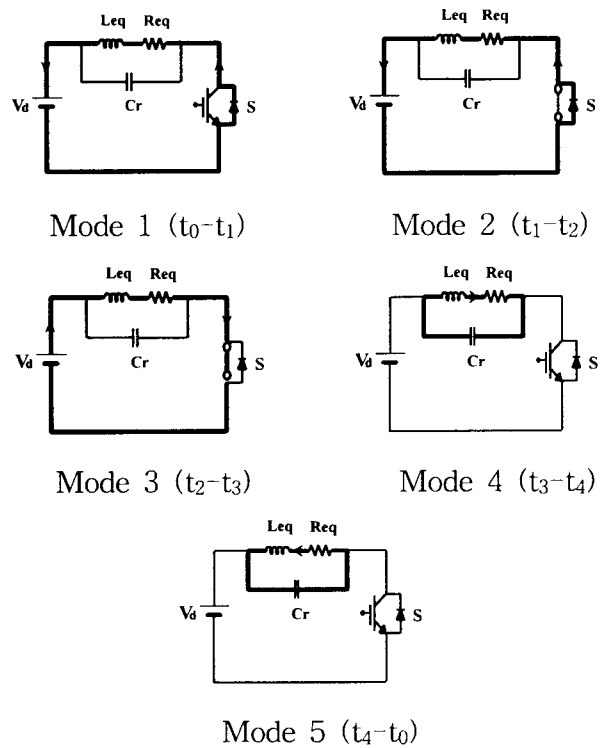 Leq Req
Cr
Vd
S
Mode 1 (t₀-t₁)
Leq Req
Cr
Vd
S
Mode 2 (t₁-t₂)
Leq Req
Cr
Vd
S
Mode 3 (t₂-t₃)
Leq Req
Cr
Vd
S
Mode 4 (t₃-t₄)
Leq Req
Cr
Vd
S
Mode 5 (t₄-t₀)